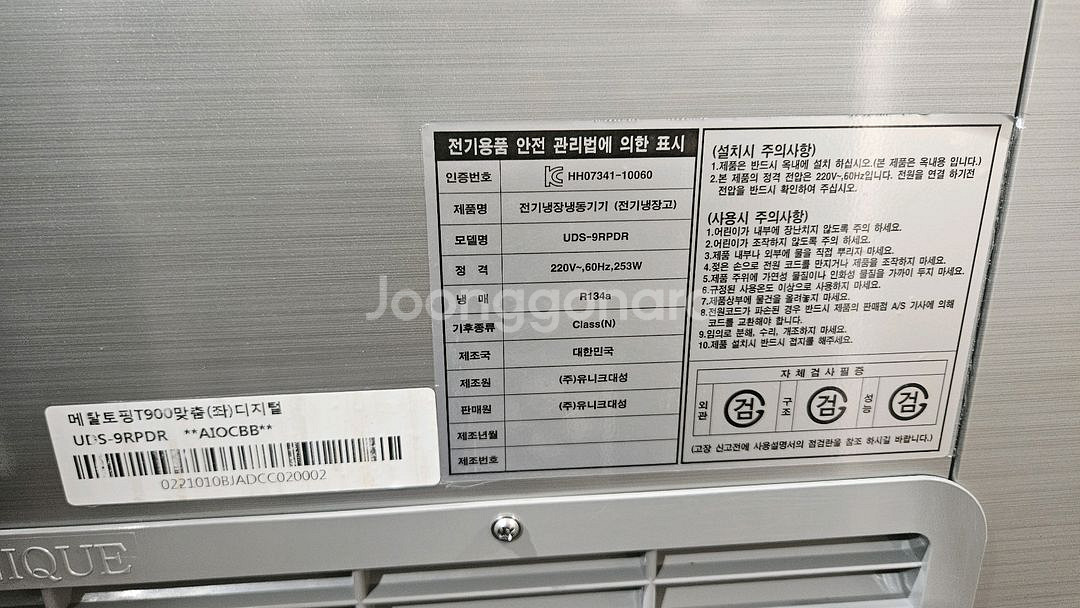 전기용품 안전 관리법에 의한 표시
인증번호 HH07341-10060
제품명 전기냉장냉동기기 (전기냉장고)
모델명 UDS-9RPDR
정 격 220V~,60Hz,253W
냉 매 R134a
기후종류 Class(N)
제조국 대한민국
제조원 (주)유니크대성
판매원 (주)유니크대성
제조년월
제조번호
(설치시 주의사항)
1.제품은 반드시 옥내에 설치 하십시오.(본 제품은 옥내용 입니다.)
2.본 제품의 정격 전압은 220V~,60Hz입니다. 전원을 연결 하기전
전압을 반드시 확인하여 주십시오.
(사용시 주의사항)
1.어린이가 내부에 장난치지 않도록 주의 하세요.
2.어린이가 조작하지 않도록 주의 하세요.
3.제품 내부나 외부에 물을 직접 뿌리지 마세요.
4.젖은 손으로 전원 코드를 만지거나 제품을 조작하지 마세요.
5.제품 주위에 가연성 물질이나 인화성 물질을 가까이 두지 마세요.
6.규정된 사용온도 이상으로 사용하지 마세요.
7.제품상부에 물건을 올려놓지 마세요.
8.전원코드가 파손된 경우 반드시 제품의 판매점 A/S 기사에 의해
코드를 교환해야 합니다.
9.임의로 분해, 수리, 개조하지 마세요.
10.제품 설치시 반드시 접지를 해주세요.
자 체 검 사 필 증
외관 검 구조 검 성능 검
(고장 신고전에 사용설명서의 점검란을 참조 하시길 바랍니다.)
메탈토핑T900맞춤(좌)디지털
UDS-9RPDR **AIOCBB**
0221010BJADCC020002
NIQUE
Joonggonara